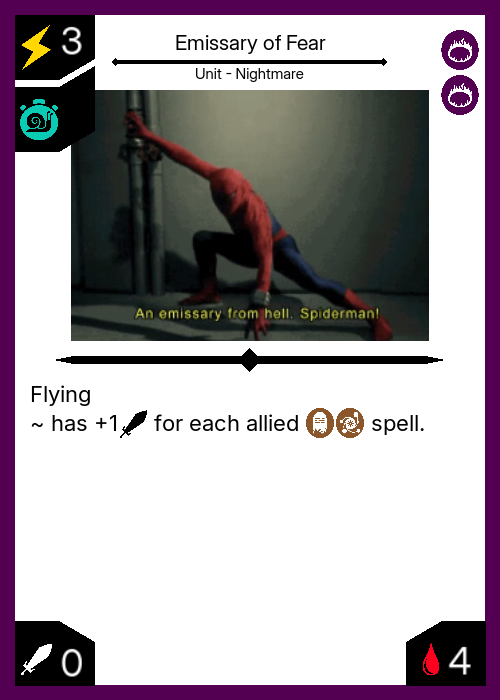 3
Emissary of Fear
Unit - Nightmare
An emissary from hell. Spiderman!
Flying
~ has +1 for each allied spell.
0
4